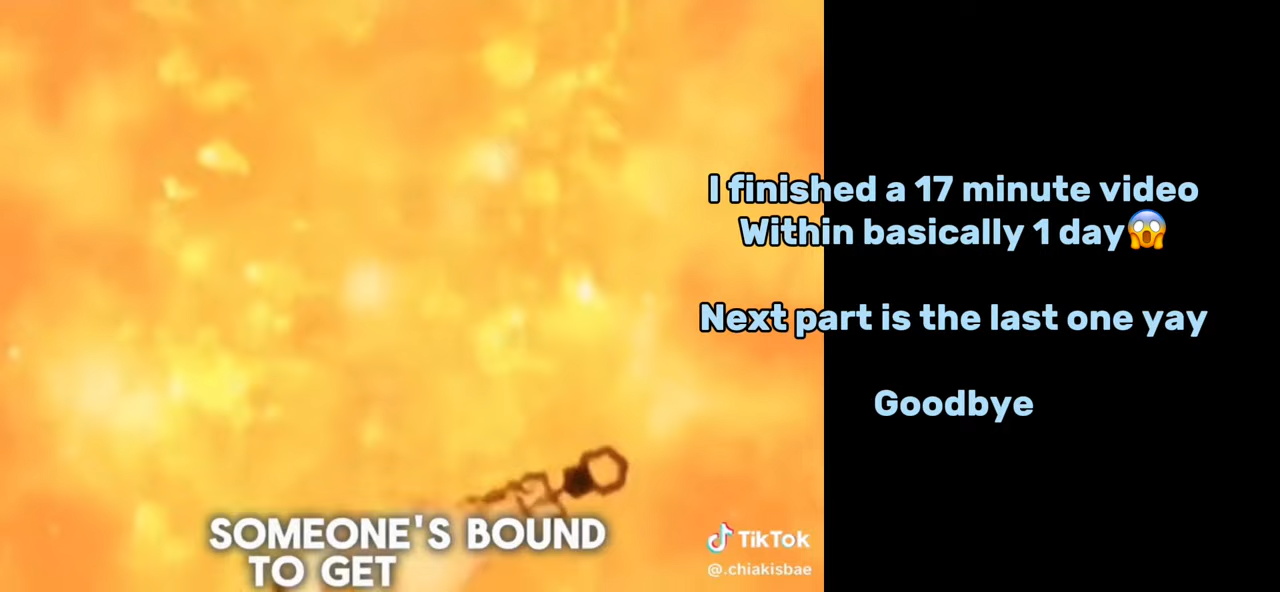 I finished a 17 minute video
Within basically 1 day😱
Next part is the last one yay
Goodbye
SOMEONE'S BOUND
TO GET
TikTok
@.chiakisbae